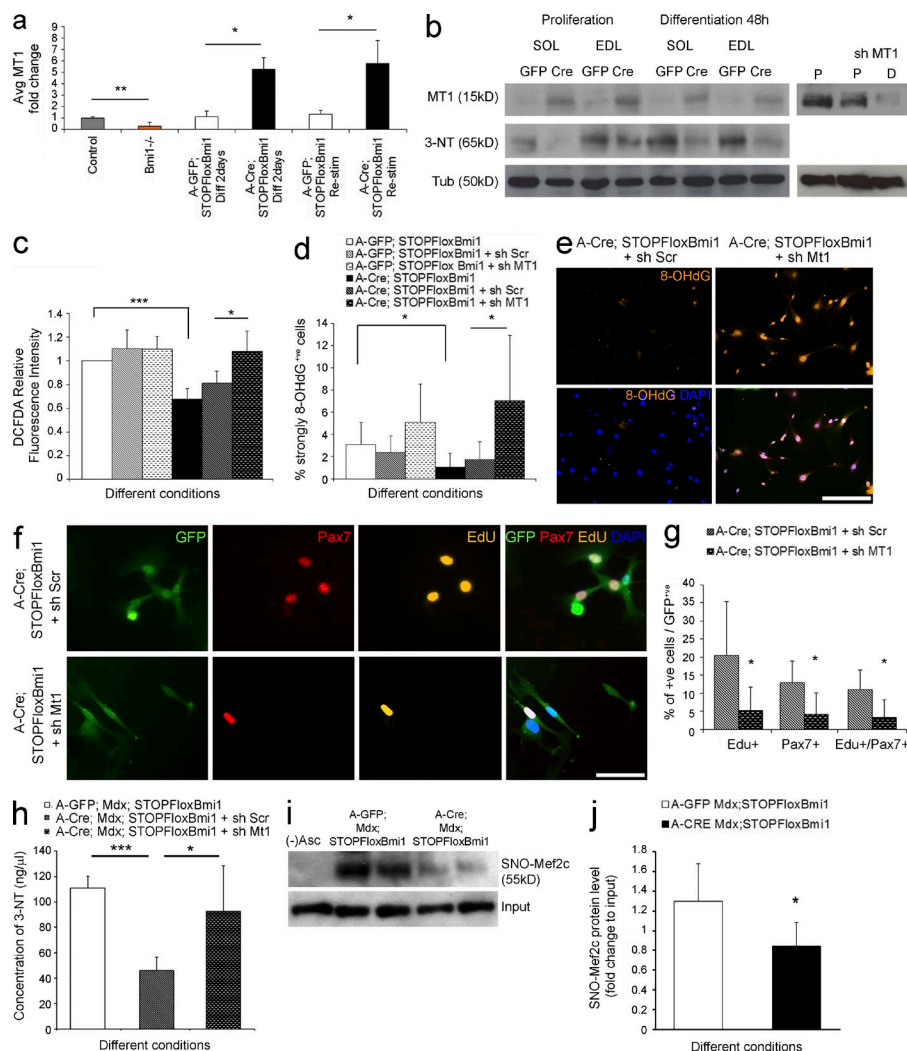 a
Avg MT1
fold change
9
8
7
6
5
4
3
2
1
0
**
*
*
Control
Bmi1-/-
A-GFP;
STOPFloxBmi1
Diff 2days
A-Cre;
STOPFloxBmi1
Diff 2days
A-GFP;
STOPFloxBmi1
Re-stim
A-Cre;
STOPFloxBmi1
Re-stim
b
Proliferation
Differentiation 48h
SOL
EDL
SOL
EDL
sh MT1
GFP Cre
GFP Cre
GFP Cre
GFP Cre
P
P
D
MT1 (15kD)
3-NT (65kD)
Tub (50kD)
c
DCFDA Relative
Fluorescence Intensity
1.4
1.2
1
0.8
0.6
0.4
0.2
0
***
*
Different conditions
d
A-GFP; STOPFloxBmi1
A-GFP; STOPFloxBmi1 + sh Scr
A-GFP; STOPFlox Bmi1 + sh MT1
A-Cre; STOPFloxBmi1
A-Cre; STOPFloxBmi1 + sh Scr
A-Cre; STOPFloxBmi1 + sh MT1
% strongly 8-OHdG +ve cells
14
12
10
8
6
4
2
0
*
*
Different conditions
e
A-Cre; STOPFloxBmi1
+ sh Scr
A-Cre; STOPFloxBmi1
+ sh Mt1
8-OHdG
8-OHdG
8-OHdG DAPI
8-OHdG DAPI
f
A-Cre;
STOPFloxBmi1
+ sh Scr
GFP
Pax7
EdU
GFP Pax7 EdU DAPI
A-Cre;
STOPFloxBmi1
+ sh Mt1
g
A-Cre; STOPFloxBmi1 + sh Scr
A-Cre; STOPFloxBmi1 + sh MT1
% of +ve cells / GFP+ve
40
35
30
25
20
15
10
5
0
*
*
*
Edu+
Pax7+
Edu+/Pax7+
h
A-GFP; Mdx; STOPFloxBmi1
A-Cre; Mdx; STOPFloxBmi1 + sh Scr
A-Cre; Mdx; STOPFloxBmi1 + sh Mt1
Concentration of 3-NT (ng/µl)
140
120
100
80
60
40
20
0
***
*
Different conditions
i
(-)Asc
A-GFP;
Mdx;
STOPFloxBmi1
A-Cre;
Mdx;
STOPFloxBmi1
SNO-Mef2c
(55kD)
Input
j
A-GFP Mdx;STOPFloxBmi1
A-CRE Mdx;STOPFloxBmi1
SNO-Mef2c protein level
(fold change to input)
1.8
1.6
1.4
1.2
1
0.8
0.6
0.4
0.2
0
*
Different conditions